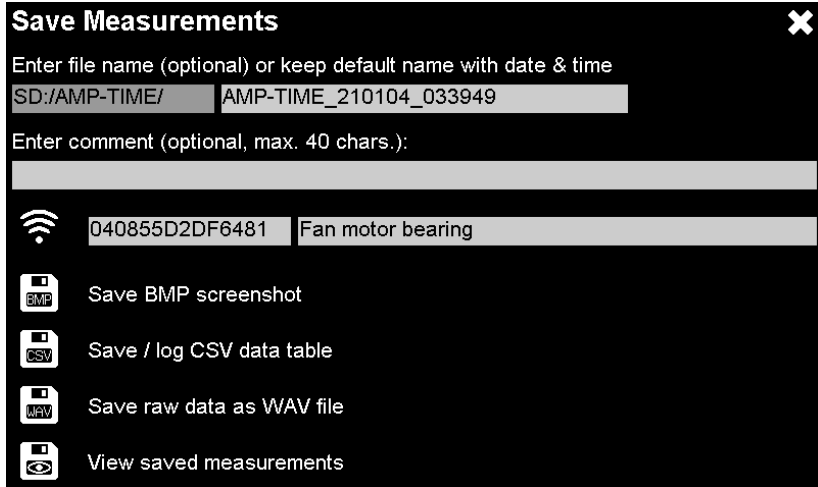 Save Measurements
Enter file name (optional) or keep default name with date & time
SD:/AMP-TIME/ AMP-TIME_210104_033949
Enter comment (optional, max. 40 chars.):
040855D2DF6481 Fan motor bearing
BMP Save BMP screenshot
CSV Save / log CSV data table
WAV Save raw data as WAV file
View saved measurements